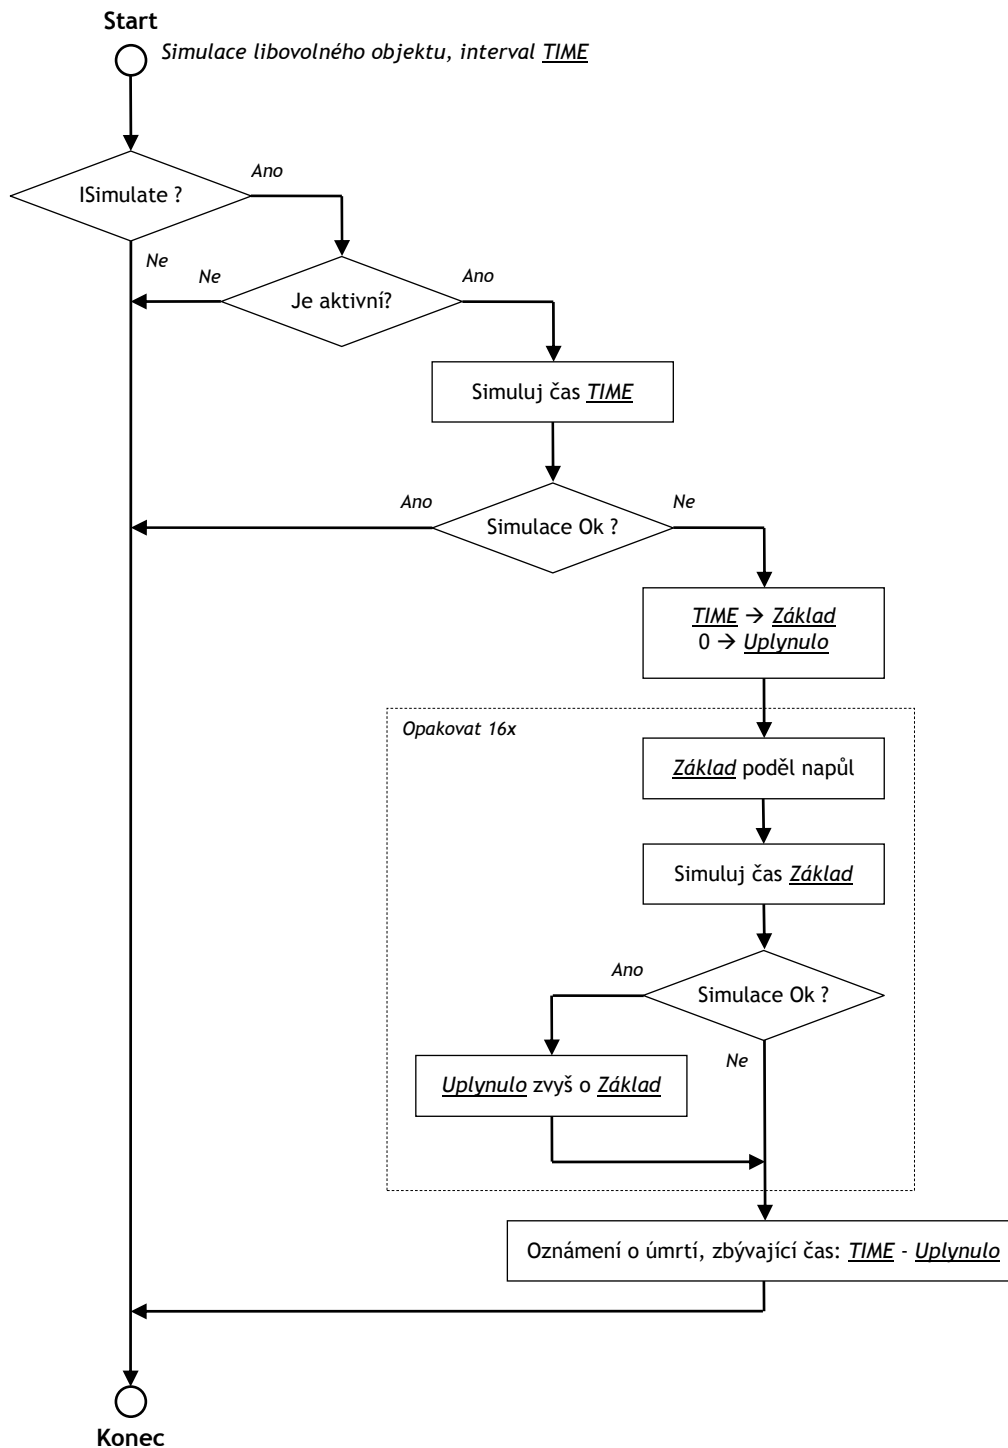 Start
Simulace libovolného objektu, interval TIME
Ano
ISimulate ?
Ne
Ne
Ano
Je aktivní?
Simuluj čas TIME
Ano
Ne
Simulace Ok ?
TIME → Základ
0 → Uplynulo
Opakovat 16x
Základ poděl napůl
Simuluj čas Základ
Ano
Simulace Ok ?
Ne
Uplynulo zvyš o Základ
Oznámení o úmrtí, zbývající čas: TIME - Uplynulo
Konec